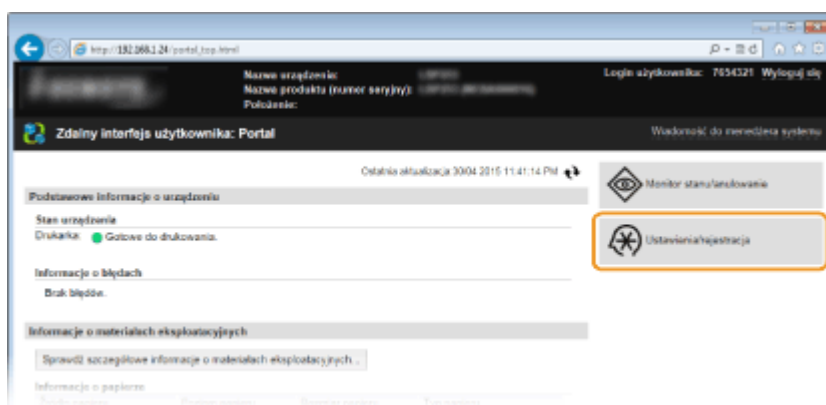 http://192.168.1.24/portal_top.html
Nazwa urządzenia:
Nazwa produktu (numer seryjny):
Położenie:
Login użytkownika: 7654321 Wyloguj się
Zdalny interfejs użytkownika: Portal
Wiadomość do menedżera systemu
Ostatnia aktualizacja 30/04 2015 11:41:14 PM
Monitor stanu/anulowanie
Podstawowe informacje o urządzeniu
Stan urządzenia
Drukarka: Gotowe do drukowania.
Ustawienia/rejestracja
Informacje o błędach
Brak błędów.
Informacje o materiałach eksploatacyjnych
Sprawdź szczegółowe informacje o materiałach eksploatacyjnych...
Informacje o papierze